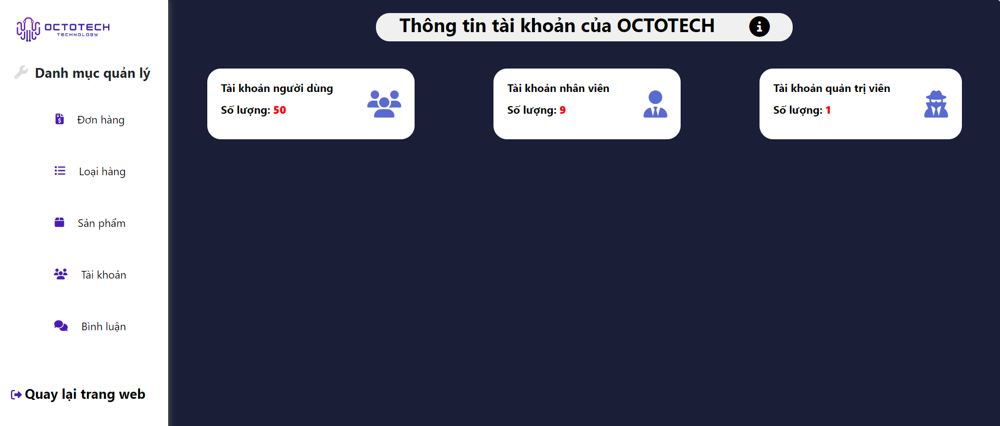 OCTOTECH
TECHNOLOGY
Danh mục quản lý
Đơn hàng
Loại hàng
Sản phẩm
Tài khoản
Bình luận
Quay lại trang web
Thông tin tài khoản của OCTOTECH
Tài khoản người dùng
Số lượng: 50
Tài khoản nhân viên
Số lượng: 9
Tài khoản quản trị viên
Số lượng: 1